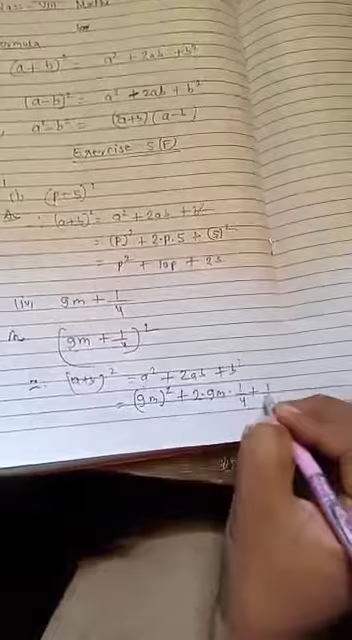 Class - VIII Maths
Formula
(a+b)² = a² + 2ab + b²
(a-b)² = a² + 2ab + b²
a²-b² = (a+b)(a-b)
Exercise 5(F)
(i) (p+5)²
(a+b)² = a² + 2ab + b²
= (p)² + 2·p·5 + (5)²
= p² + 10p + 25
(iv) 9m + 1/4
(9m + 1/4)²
(a+b)² = a² + 2ab + b²
= (9m)² + 2·9m·1/4 + 1